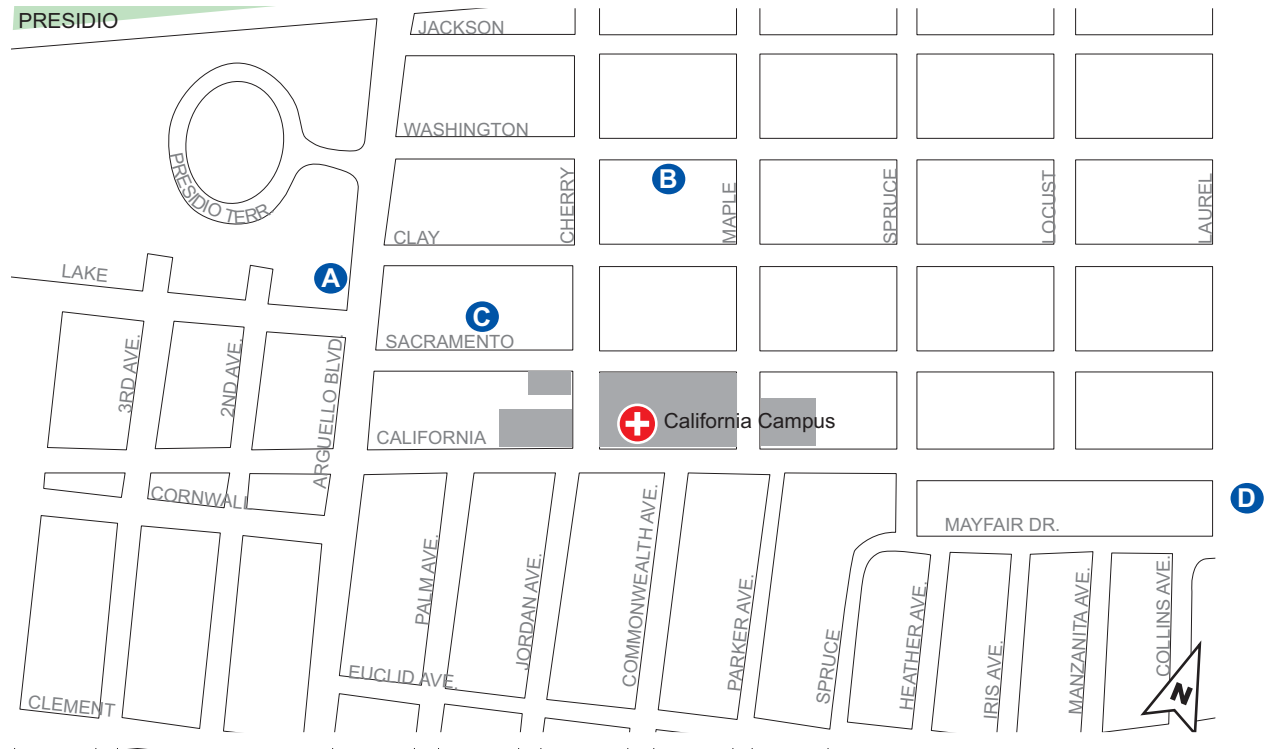 PRESIDIO
JACKSON
WASHINGTON
PRESIDIO TERR.
B
CHERRY
MAPLE
SPRUCE
LOCUST
LAUREL
CLAY
LAKE
A
C
SACRAMENTO
3RD AVE.
2ND AVE.
ARGUELLO BLVD.
California Campus
CALIFORNIA
CORNWALL
D
MAYFAIR DR.
PALM AVE.
JORDAN AVE.
COMMONWEALTH AVE.
PARKER AVE.
SPRUCE
HEATHER AVE.
IRIS AVE.
MANZANITA AVE.
COLLINS AVE.
EUCLID AVE.
CLEMENT
N